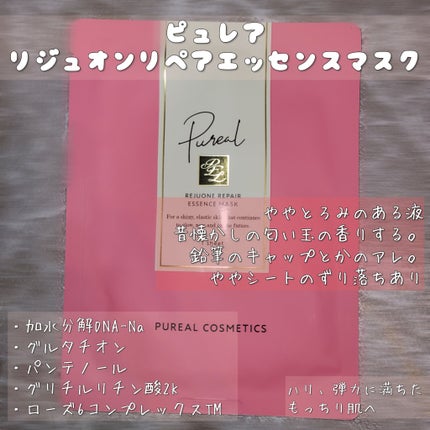 ピュレア
リジュオンリペアエッセンスマスク
Pureal
REJUONE REPAIR
ESSENCE MASK
ややとろみのある液
昔懐かしの匂い玉の香りする。
鉛筆のキャップとかのアレ。
ややシートのずり落ちあり
PUREAL COSMETICS
・加水分解DNA-Na
・グルタチオン
・パンテノール
・グリチルリチン酸2k
・ローズ6コンプレックスTM
ハリ、弾力に満ちた
もっちり肌へ